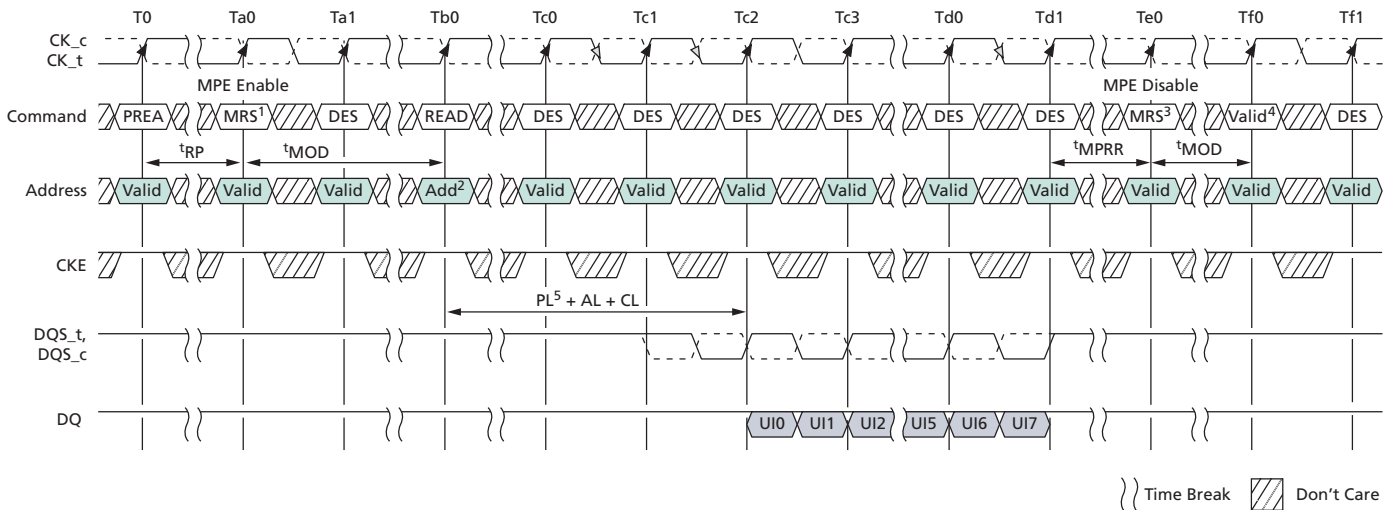 T0 Ta0 Ta1 Tb0 Tc0 Tc1 Tc2 Tc3 Td0 Td1 Te0 Tf0 Tf1
CK_c
CK_t
MPE Enable MPE Disable
Command PREA MRS1 DES READ DES DES DES DES DES DES MRS3 Valid4 DES
tRP tMOD tMPRR tMOD
Address Valid Valid Valid Add2 Valid Valid Valid Valid Valid Valid Valid Valid Valid
CKE
PL5 + AL + CL
DQS_t,
DQS_c
DQ UI0 UI1 UI2 UI5 UI6 UI7
Time Break Don't Care